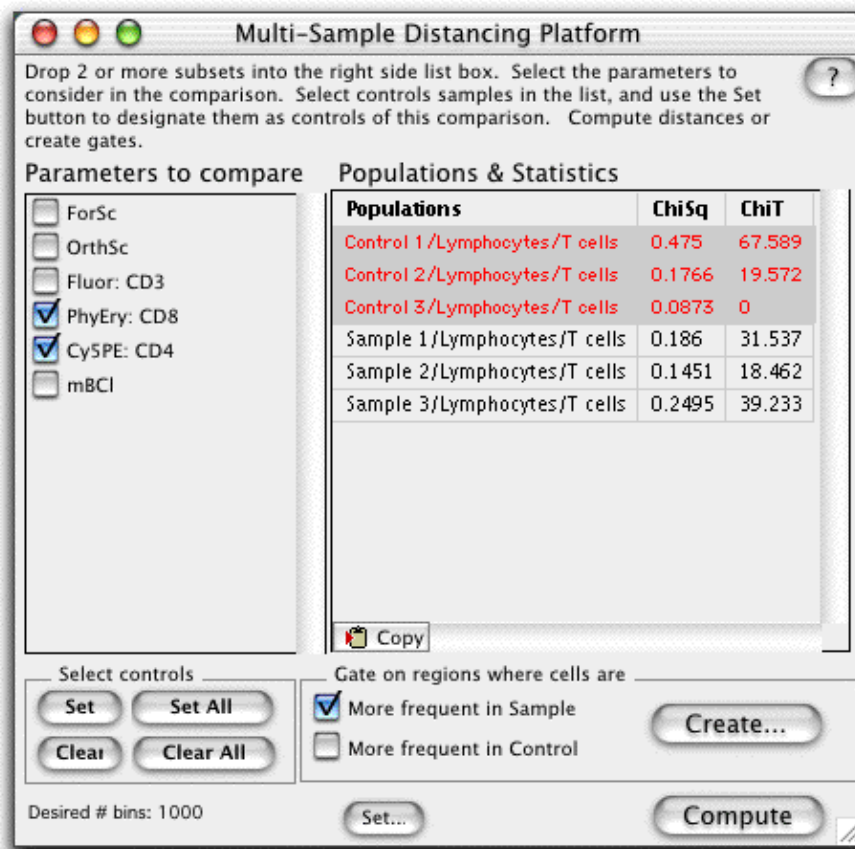 Multi-Sample Distancing Platform
Drop 2 or more subsets into the right side list box. Select the parameters to
consider in the comparison. Select controls samples in the list, and use the Set
button to designate them as controls of this comparison. Compute distances or
create gates.
?
Parameters to compare
ForSc
OrthSc
Fluor: CD3
PhyEry: CD8
Cy5PE: CD4
mBCl
Populations & Statistics
Populations ChiSq ChiT
Control 1/Lymphocytes/T cells 0.475 67.589
Control 2/Lymphocytes/T cells 0.1766 19.572
Control 3/Lymphocytes/T cells 0.0873 0
Sample 1/Lymphocytes/T cells 0.186 31.537
Sample 2/Lymphocytes/T cells 0.1451 18.462
Sample 3/Lymphocytes/T cells 0.2495 39.233
Copy
Select controls
Set Set All
Clear Clear All
Gate on regions where cells are
More frequent in Sample
More frequent in Control
Create...
Desired # bins: 1000
Set...
Compute